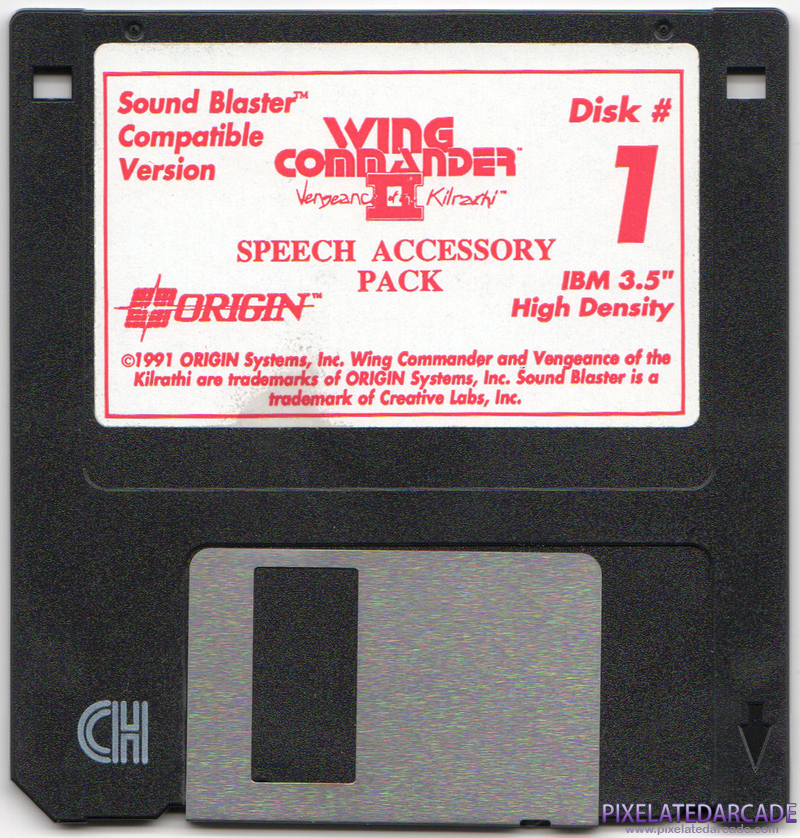 Sound Blaster™
Compatible
Version
WING
COMMANDER™
II
Vengeance of the Kilrathi™
Disk #
1
SPEECH ACCESSORY
PACK
ORIGIN™
IBM 3.5"
High Density
©1991 ORIGIN Systems, Inc. Wing Commander and Vengeance of the
Kilrathi are trademarks of ORIGIN Systems, Inc. Sound Blaster is a
trademark of Creative Labs, Inc.
CH
PIXELATEDARCADE
www.pixelatedarcade.com